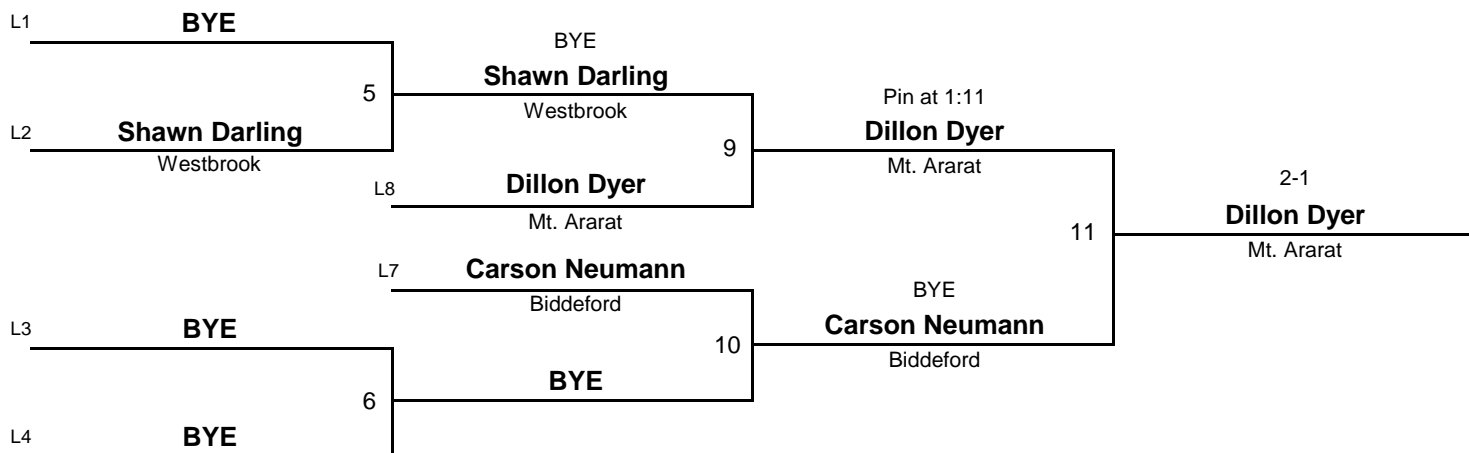 L1 BYE
BYE
Shawn Darling
5
Westbrook
Pin at 1:11
L2 Shawn Darling
Westbrook
9
Dillon Dyer
Mt. Ararat
L8 Dillon Dyer
Mt. Ararat
2-1
Dillon Dyer
11
Mt. Ararat
L7 Carson Neumann
Biddeford
BYE
Carson Neumann
L3 BYE
10
Biddeford
BYE
6
L4 BYE